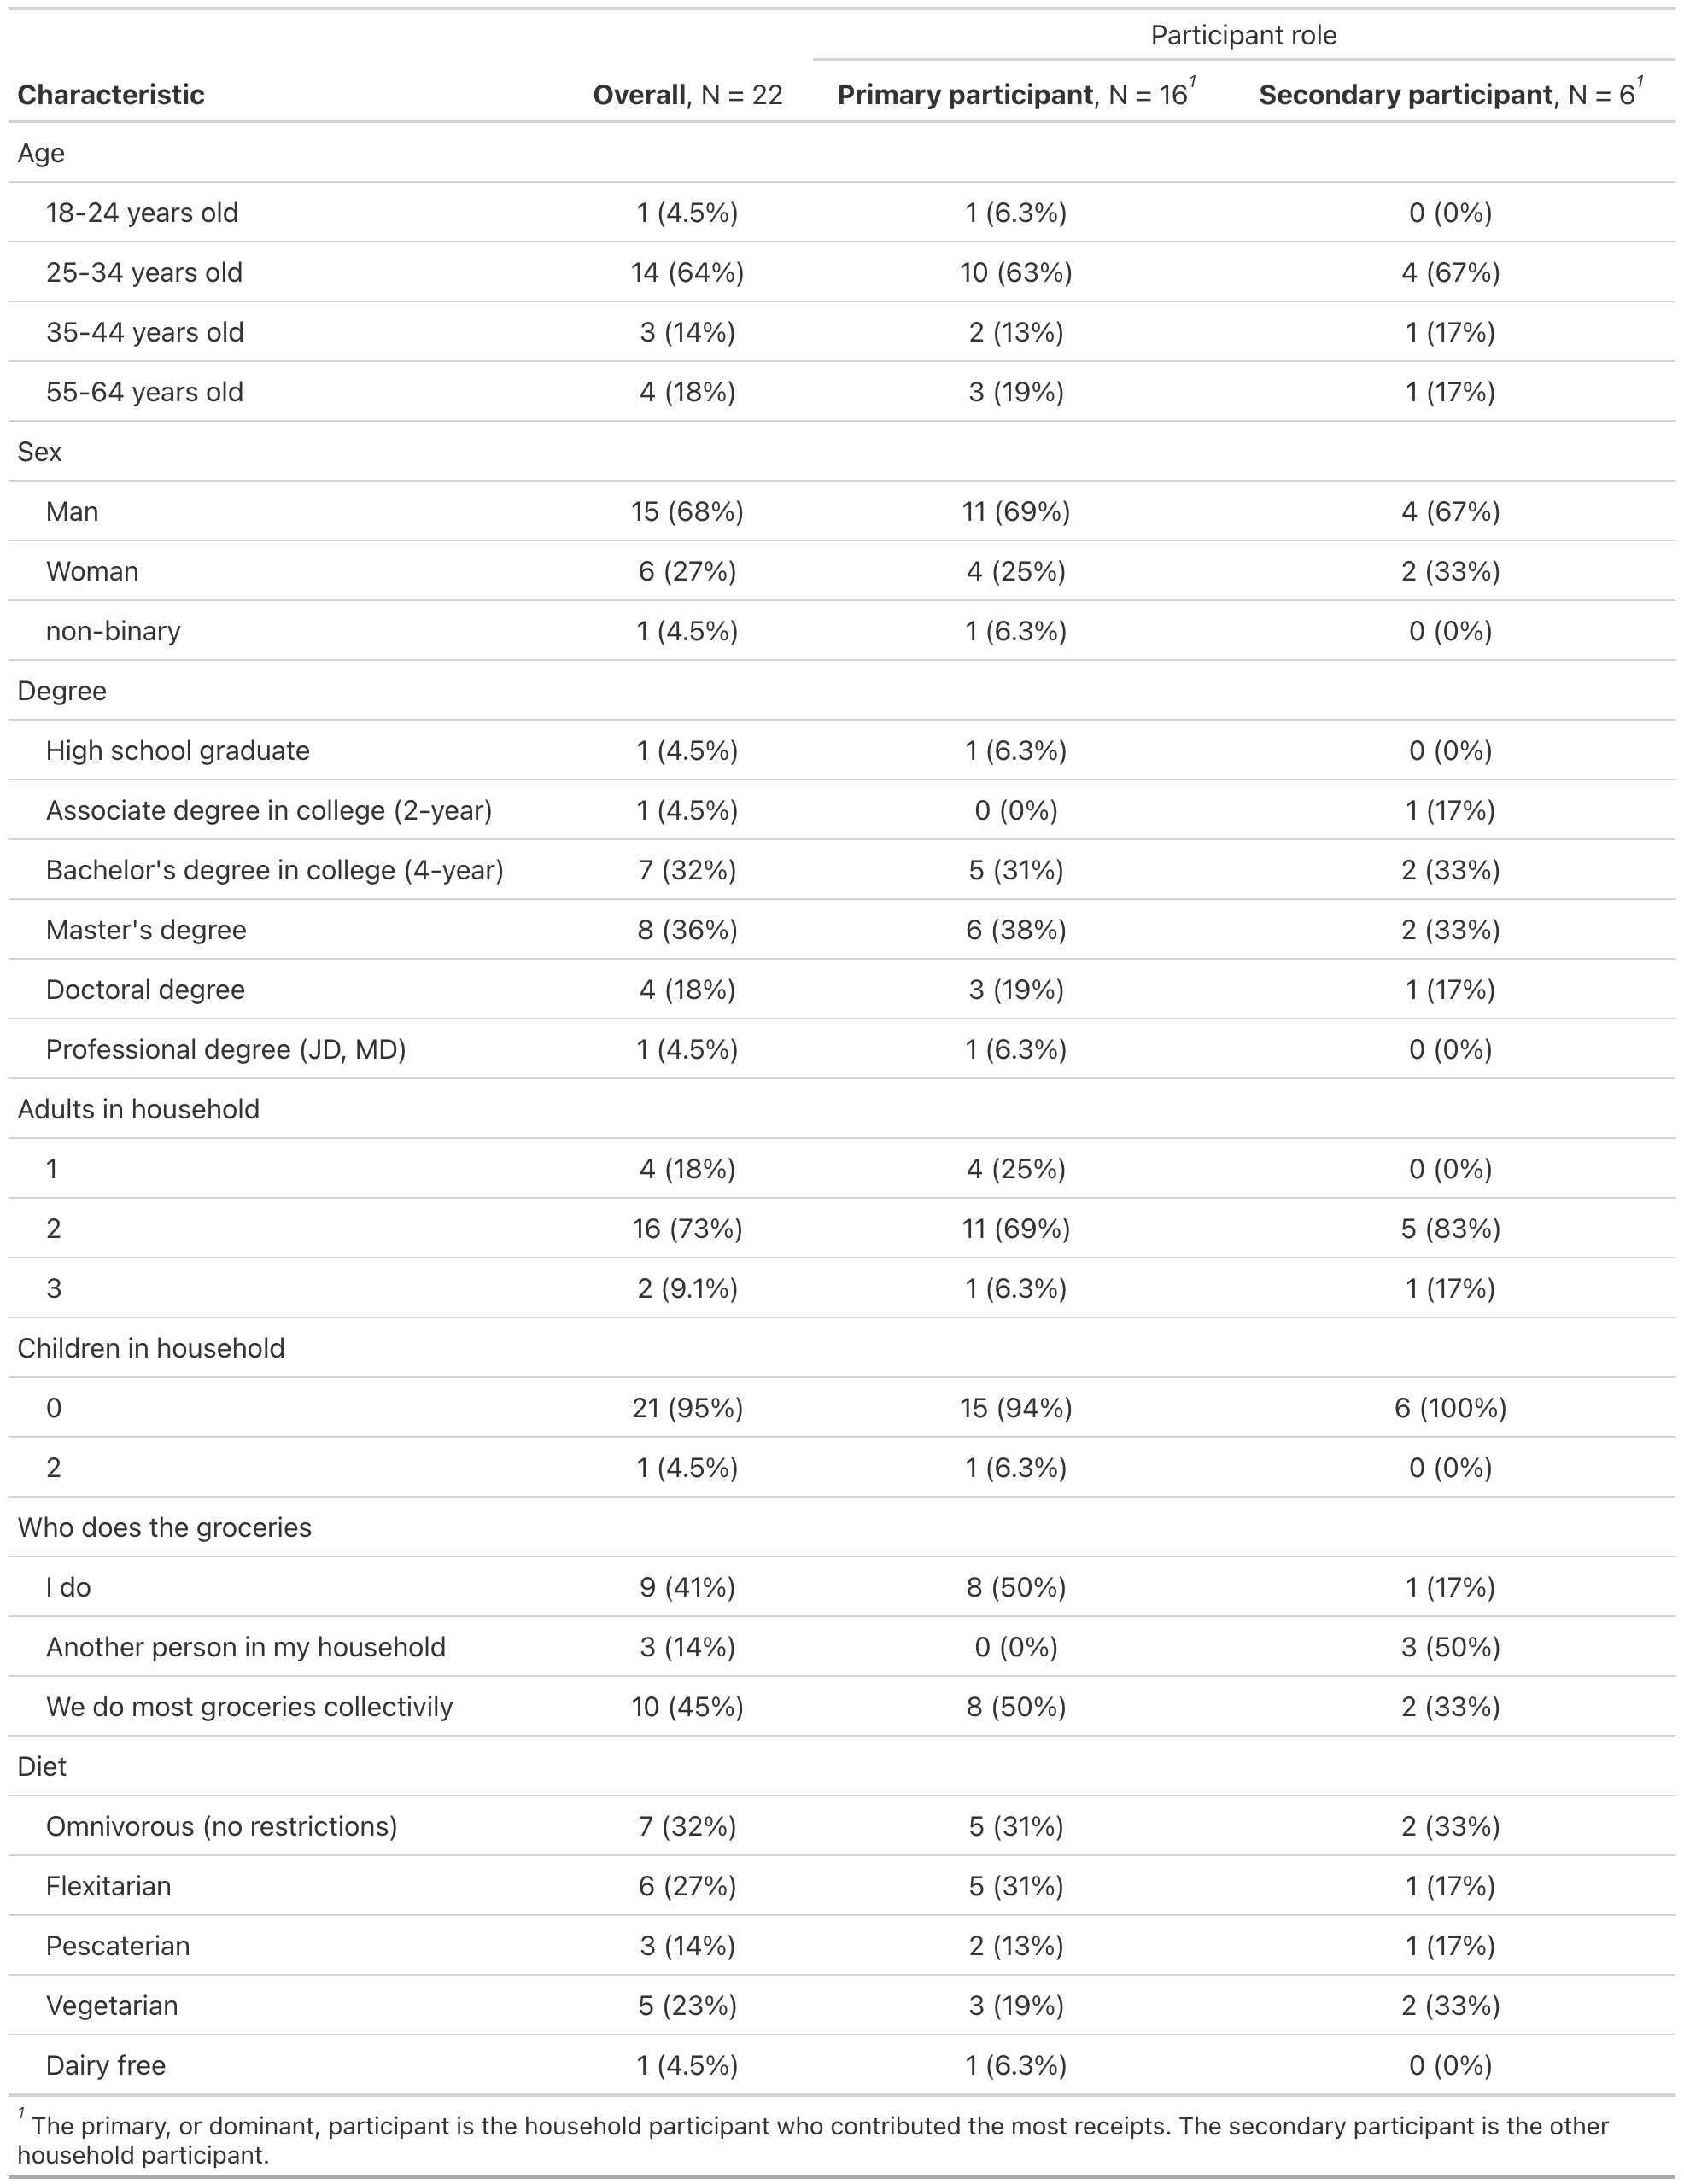 Participant role
Characteristic Overall, N = 22 Primary participant, N = 16¹ Secondary participant, N = 6¹
Age
18-24 years old 1 (4.5%) 1 (6.3%) 0 (0%)
25-34 years old 14 (64%) 10 (63%) 4 (67%)
35-44 years old 3 (14%) 2 (13%) 1 (17%)
55-64 years old 4 (18%) 3 (19%) 1 (17%)
Sex
Man 15 (68%) 11 (69%) 4 (67%)
Woman 6 (27%) 4 (25%) 2 (33%)
non-binary 1 (4.5%) 1 (6.3%) 0 (0%)
Degree
High school graduate 1 (4.5%) 1 (6.3%) 0 (0%)
Associate degree in college (2-year) 1 (4.5%) 0 (0%) 1 (17%)
Bachelor's degree in college (4-year) 7 (32%) 5 (31%) 2 (33%)
Master's degree 8 (36%) 6 (38%) 2 (33%)
Doctoral degree 4 (18%) 3 (19%) 1 (17%)
Professional degree (JD, MD) 1 (4.5%) 1 (6.3%) 0 (0%)
Adults in household
1 4 (18%) 4 (25%) 0 (0%)
2 16 (73%) 11 (69%) 5 (83%)
3 2 (9.1%) 1 (6.3%) 1 (17%)
Children in household
0 21 (95%) 15 (94%) 6 (100%)
2 1 (4.5%) 1 (6.3%) 0 (0%)
Who does the groceries
I do 9 (41%) 8 (50%) 1 (17%)
Another person in my household 3 (14%) 0 (0%) 3 (50%)
We do most groceries collectivily 10 (45%) 8 (50%) 2 (33%)
Diet
Omnivorous (no restrictions) 7 (32%) 5 (31%) 2 (33%)
Flexitarian 6 (27%) 5 (31%) 1 (17%)
Pescaterian 3 (14%) 2 (13%) 1 (17%)
Vegetarian 5 (23%) 3 (19%) 2 (33%)
Dairy free 1 (4.5%) 1 (6.3%) 0 (0%)
¹ The primary, or dominant, participant is the household participant who contributed the most receipts. The secondary participant is the other
household participant.